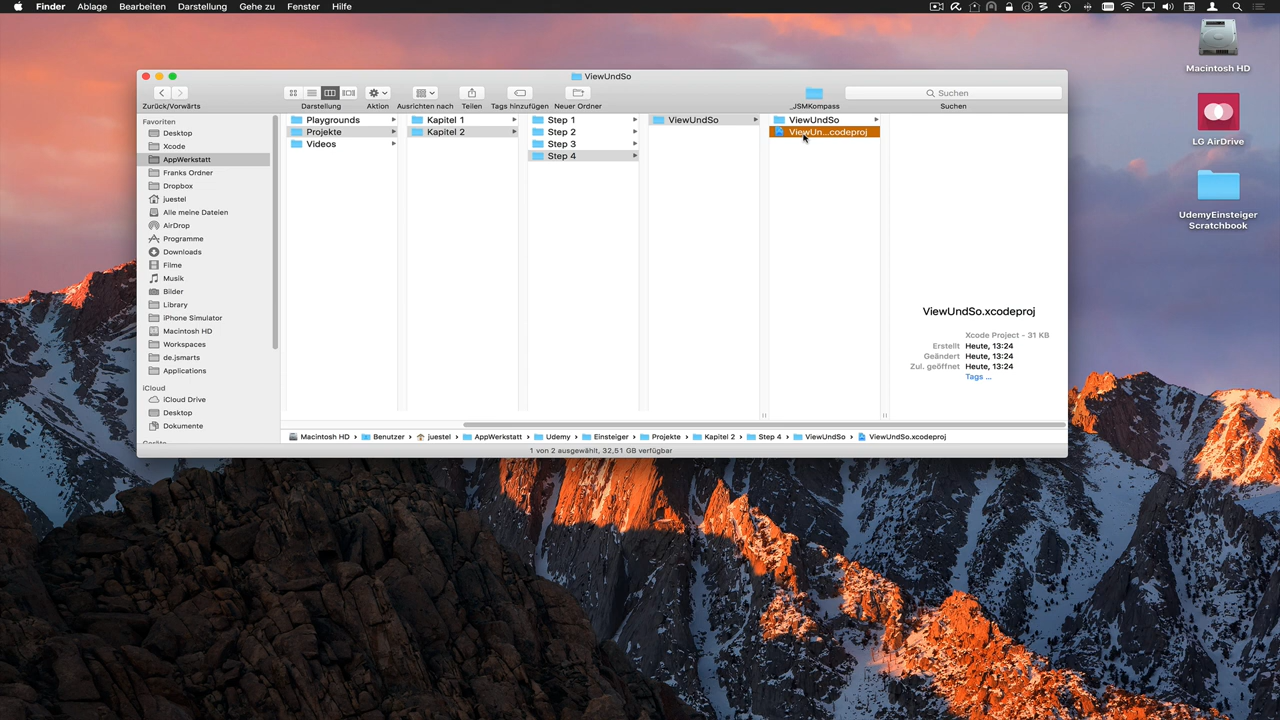 Finder Ablage Bearbeiten Darstellung Gehe zu Fenster Hilfe
ViewUndSo
Zurück/Vorwärts Darstellung Aktion Ausrichten nach Teilen Tags hinzufügen Neuer Ordner _JSMKompass Suchen
Suchen
Favoriten
Desktop
Xcode
AppWerkstatt
Franks Ordner
Dropbox
juestel
Alle meine Dateien
AirDrop
Programme
Downloads
Filme
Musik
Bilder
Library
iPhone Simulator
Macintosh HD
Workspaces
de.jsmarts
Applications
iCloud
iCloud Drive
Desktop
Dokumente
Playgrounds
Projekte
Videos
Kapitel 1
Kapitel 2
Step 1
Step 2
Step 3
Step 4
ViewUndSo
ViewUndSo
ViewUn...codeproj
ViewUndSo.xcodeproj
Xcode Project - 31 KB
Erstellt Heute, 13:24
Geändert Heute, 13:24
Zul. geöffnet Heute, 13:24
Tags ...
Macintosh HD Benutzer juestel AppWerkstatt Udemy Einsteiger Projekte Kapitel 2 Step 4 ViewUndSo ViewUndSo.xcodeproj
1 von 2 ausgewählt, 32,51 GB verfügbar
Macintosh HD
LG AirDrive
UdemyEinsteiger
Scratchbook